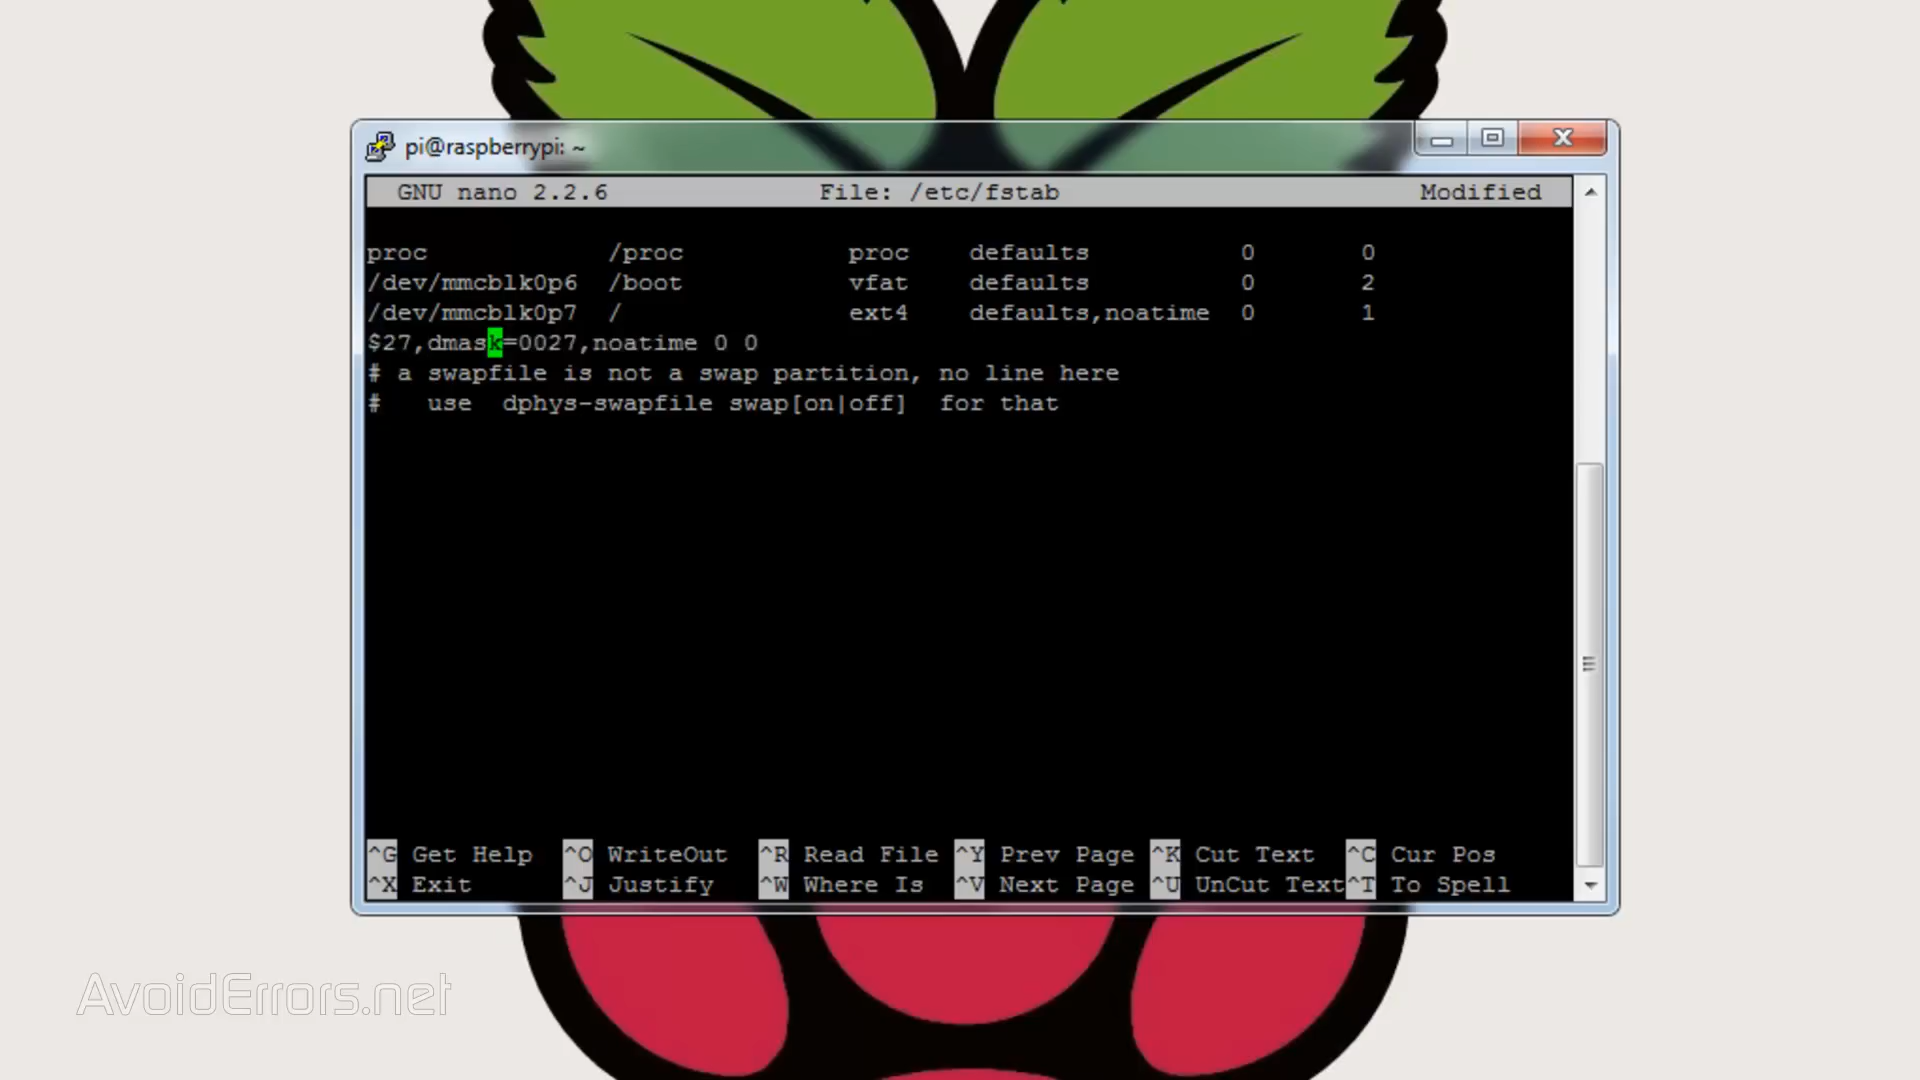 pi@raspberrypi: ~
GNU nano 2.2.6 File: /etc/fstab Modified
proc /proc proc defaults 0 0
/dev/mmcblk0p6 /boot vfat defaults 0 2
/dev/mmcblk0p7 / ext4 defaults,noatime 0 1
$27,dmask=0027,noatime 0 0
# a swapfile is not a swap partition, no line here
# use dphys-swapfile swap[on|off] for that
^G Get Help ^O WriteOut ^R Read File ^Y Prev Page ^K Cut Text ^C Cur Pos
^X Exit ^J Justify ^W Where Is ^V Next Page ^U UnCut Text ^T To Spell
AvoidErrors.net